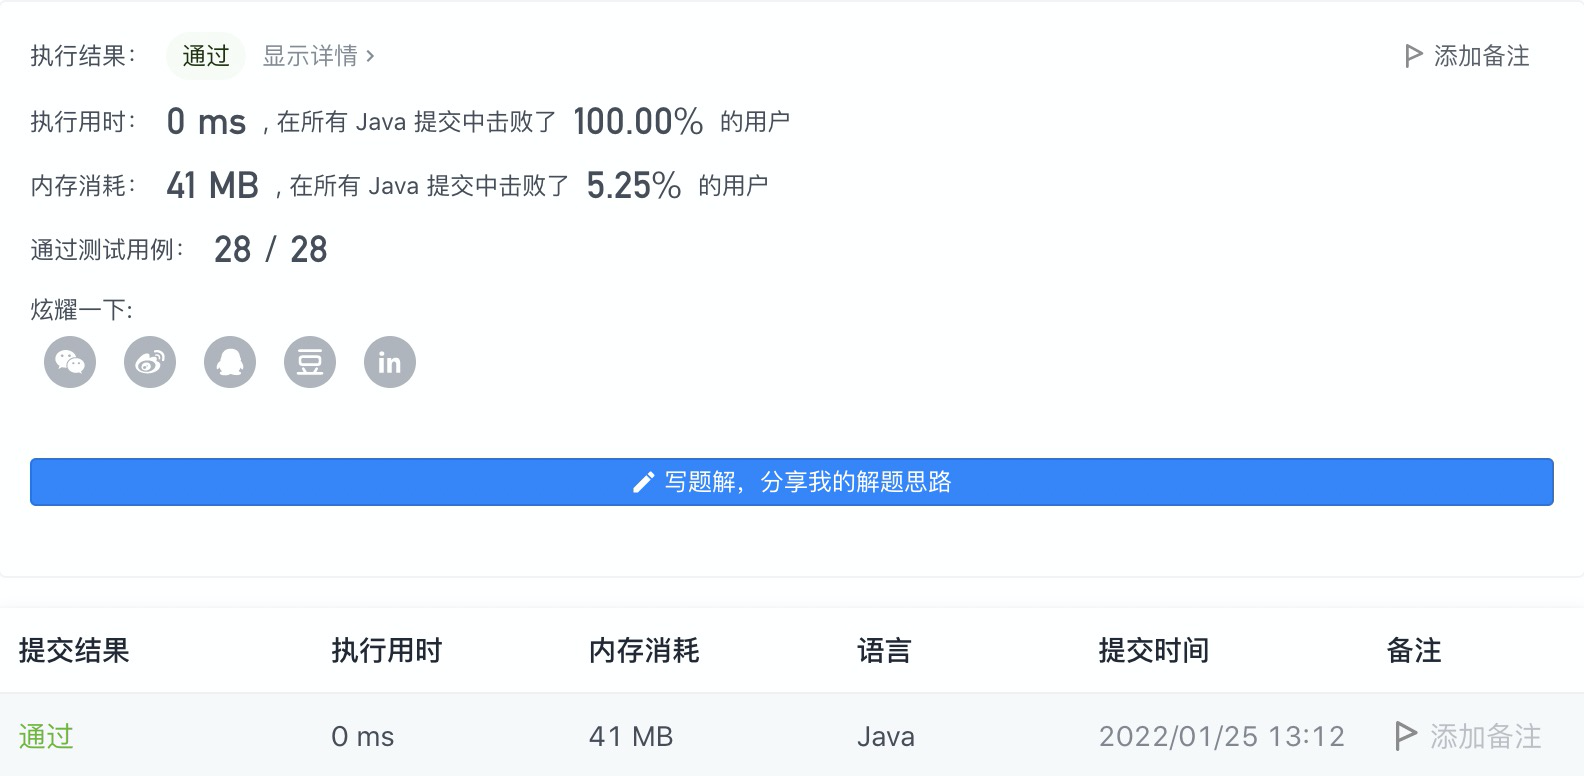 执行结果： 通过 显示详情 > 添加备注
执行用时： 0 ms , 在所有 Java 提交中击败了 100.00% 的用户
内存消耗： 41 MB , 在所有 Java 提交中击败了 5.25% 的用户
通过测试用例： 28 / 28
炫耀一下:
豆 in
写题解，分享我的解题思路
提交结果 执行用时 内存消耗 语言 提交时间 备注
通过 0 ms 41 MB Java 2022/01/25 13:12 添加备注